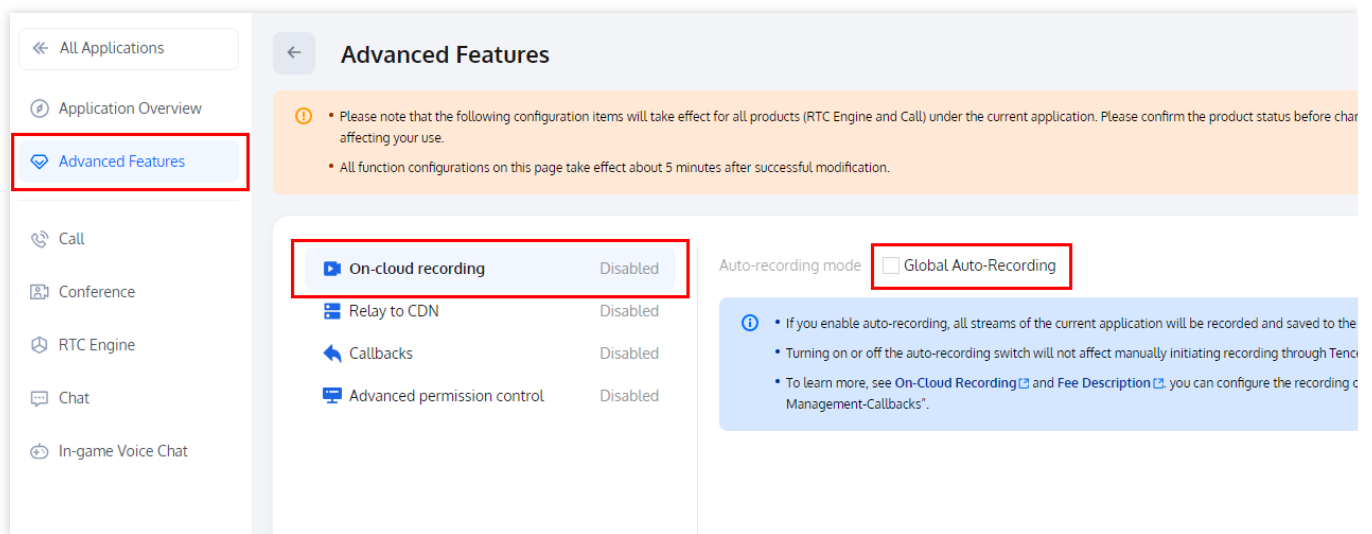 All Applications
Application Overview
Advanced Features
Call
Conference
RTC Engine
Chat
In-game Voice Chat
Advanced Features
• Please note that the following configuration items will take effect for all products (RTC Engine and Call) under the current application. Please confirm the product status before
affecting your use.
• All function configurations on this page take effect about 5 minutes after successful modification.
On-cloud recording Disabled
Relay to CDN Disabled
Callbacks Disabled
Advanced permission control Disabled
Auto-recording mode Global Auto-Recording
• If you enable auto-recording, all streams of the current application will be recorded and saved to the
• Turning on or off the auto-recording switch will not affect manually initiating recording through
• To learn more, see On-Cloud Recording and Fee Description. you can configure the recording
Management-Callbacks".